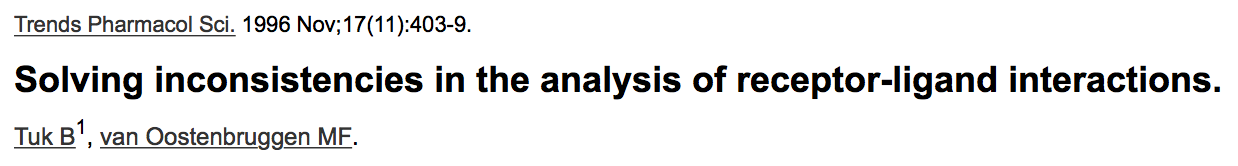 Trends Pharmacol Sci. 1996 Nov;17(11):403-9.
Solving inconsistencies in the analysis of receptor-ligand interactions.
Tuk B1, van Oostenbruggen MF.